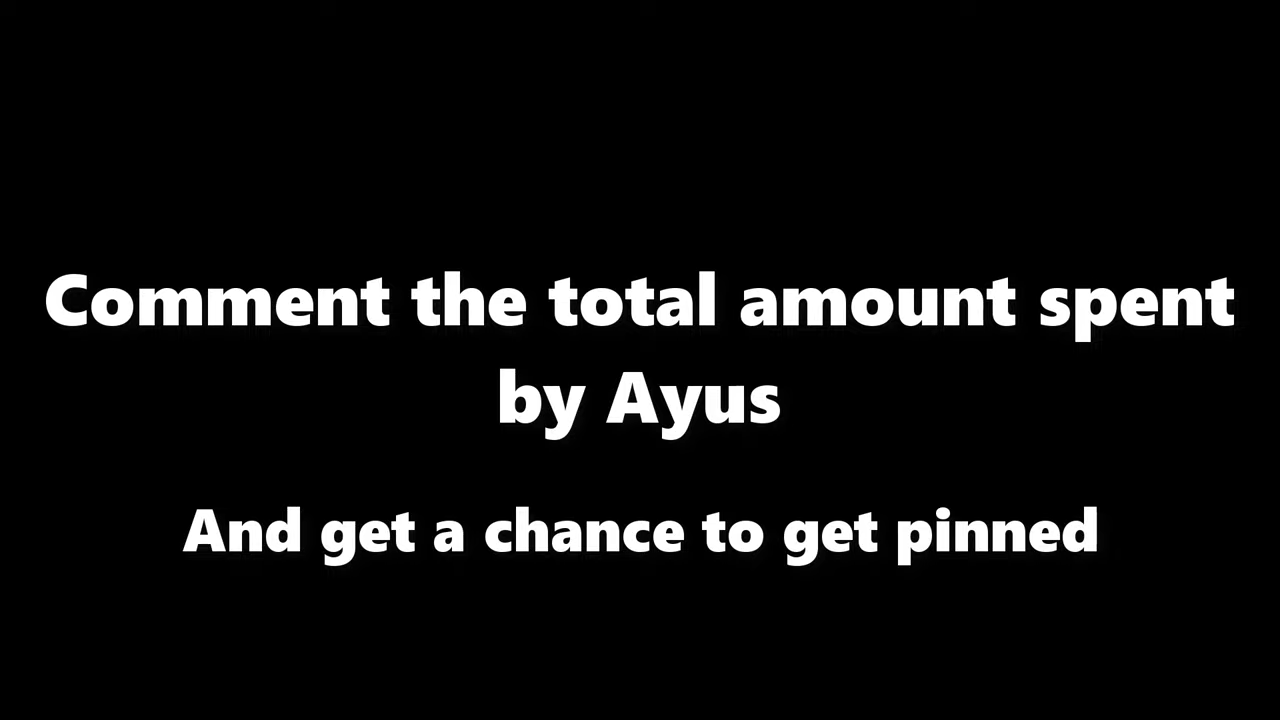 Comment the total amount spent
by Ayus
And get a chance to get pinned